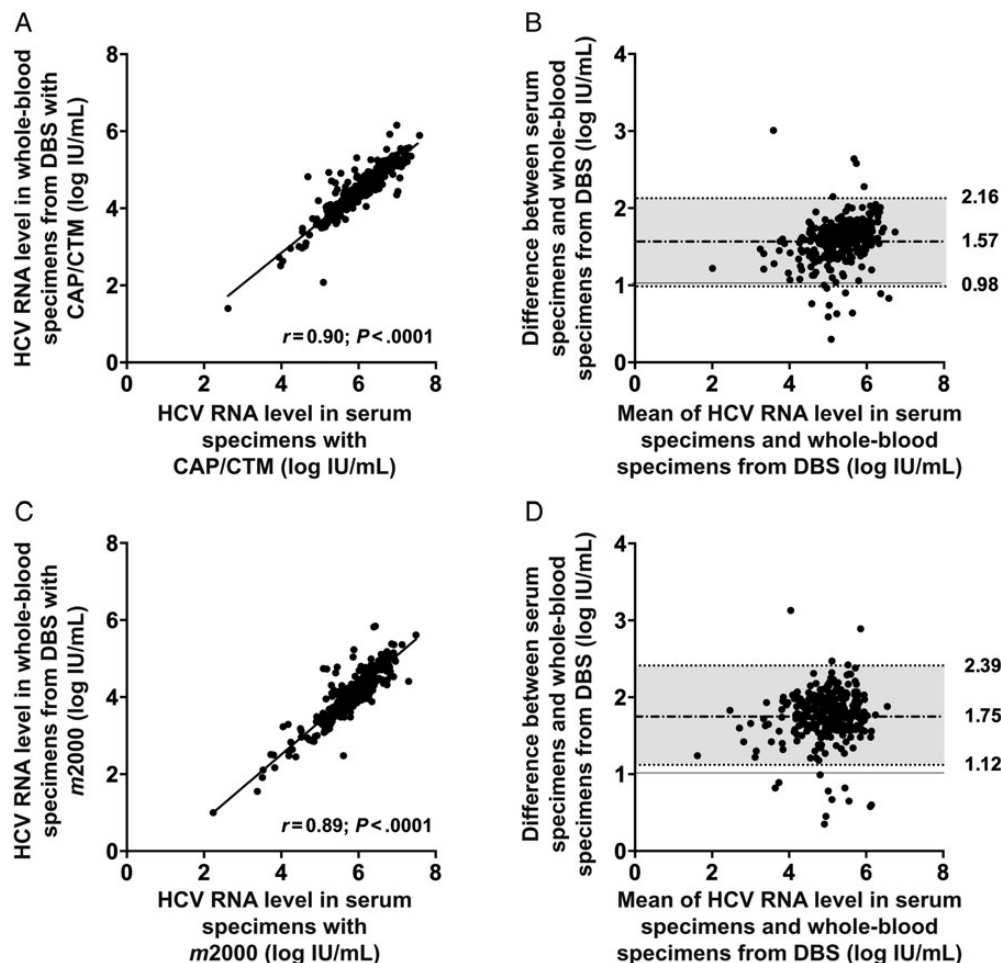 A
HCV RNA level in whole-blood
specimens from DBS with
CAP/CTM (log IU/mL)
8
6
4
2
0
r=0.90; P<.0001
0 2 4 6 8
HCV RNA level in serum
specimens with
CAP/CTM (log IU/mL)
B
Difference between serum
specimens and whole-blood
specimens from DBS (log IU/mL)
4
3
2
1
0
2.16
1.57
0.98
0 2 4 6 8
Mean of HCV RNA level in serum
specimens and whole-blood
specimens from DBS (log IU/mL)
C
HCV RNA level in whole-blood
specimens from DBS with
m2000 (log IU/mL)
8
6
4
2
0
r=0.89; P<.0001
0 2 4 6 8
HCV RNA level in serum
specimens with
m2000 (log IU/mL)
D
Difference between serum
specimens and whole-blood
specimens from DBS (log IU/mL)
4
3
2
1
0
2.39
1.75
1.12
0 2 4 6 8
Mean of HCV RNA level in serum
specimens and whole-blood
specimens from DBS (log IU/mL)